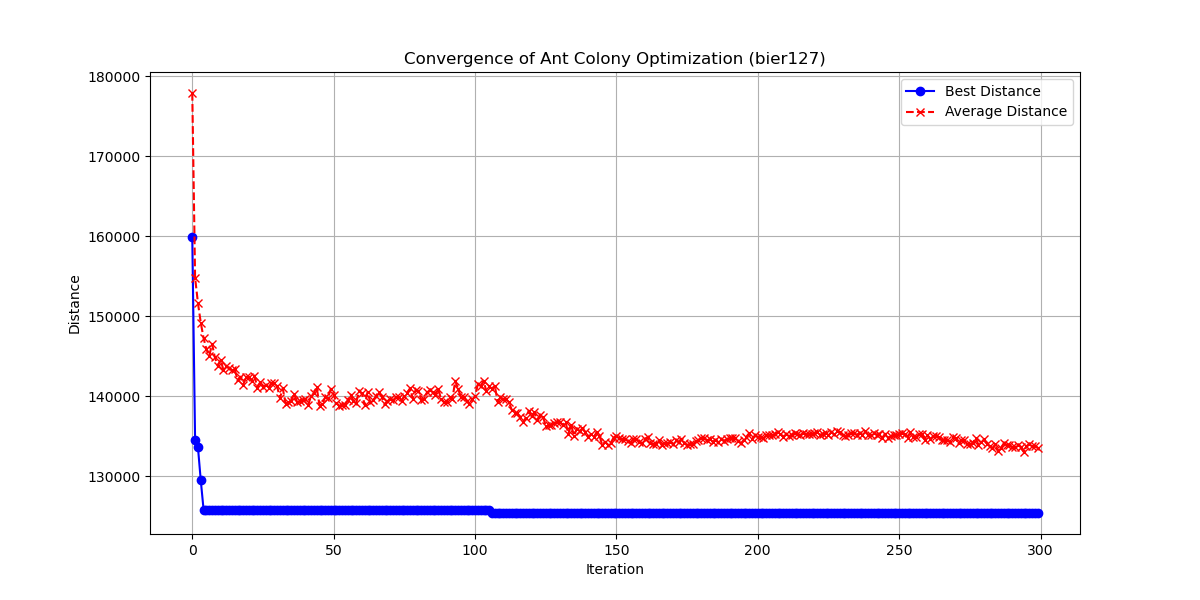 Convergence of Ant Colony Optimization (bier127)
180000
170000
160000
150000
140000
130000
Distance
Best Distance
Average Distance
0
50
100
150
200
250
300
Iteration